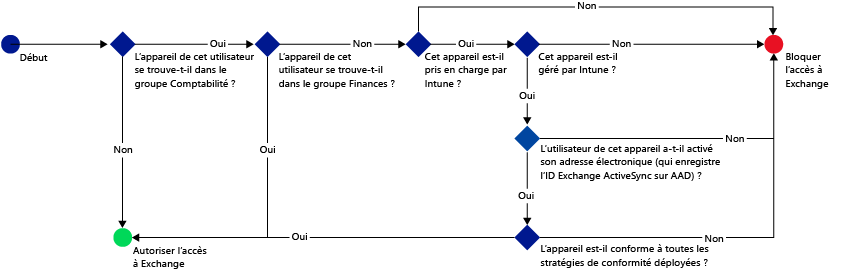 Non
Début
Oui
L'appareil de cet utilisateur
se trouve-t-il dans le
groupe Comptabilité ?
Non
L'appareil de cet
utilisateur se trouve-t-il
dans le groupe Finances ?
Oui
Cet appareil est-il
pris en charge par
Intune ?
Non
Cet appareil est-il
géré par Intune ?
Bloquer
l'accès à
Exchange
Oui
Non
Oui
Non
L'utilisateur de cet appareil a-t-il activé
son adresse électronique (qui enregistre
l'ID Exchange ActiveSync sur AAD) ?
Oui
Autoriser l'accès
à Exchange
Oui
Non
L'appareil est-il conforme à toutes les
stratégies de conformité déployées ?